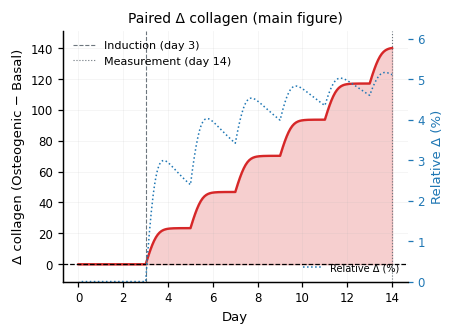 Paired Δ collagen (main figure)
Induction (day 3)
Measurement (day 14)
Δ collagen (Osteogenic − Basal)
140
120
100
80
60
40
20
0
6
5
4
3
2
1
0
Relative Δ (%)
Relative Δ (%)
0 2 4 6 8 10 12 14
Day